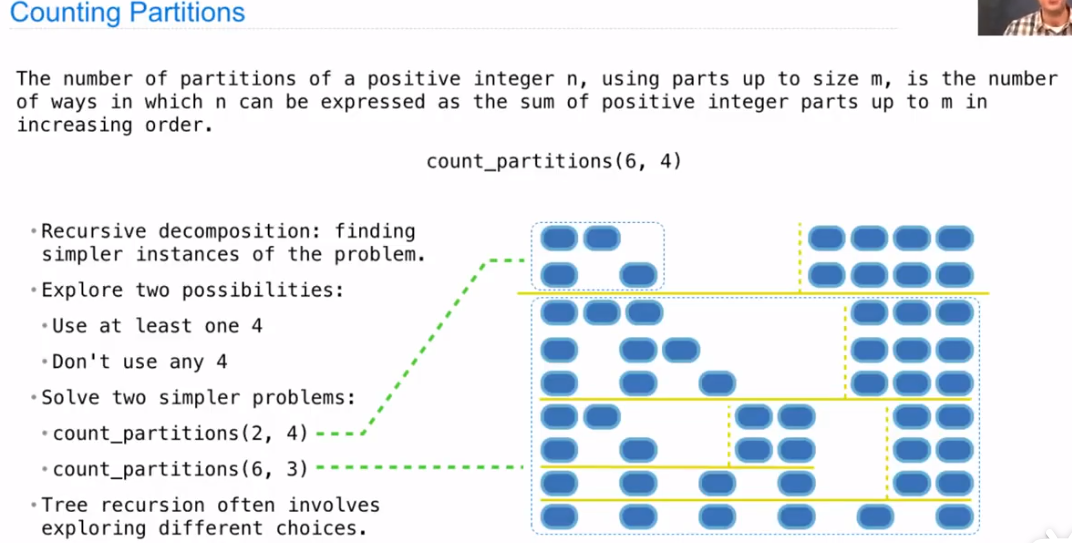 Counting Partitions
The number of partitions of a positive integer n, using parts up to size m, is the number
of ways in which n can be expressed as the sum of positive integer parts up to m in
increasing order.
count_partitions(6, 4)
•Recursive decomposition: finding
simpler instances of the problem.
•Explore two possibilities:
•Use at least one 4
•Don't use any 4
•Solve two simpler problems:
•count_partitions(2, 4)
•count_partitions(6, 3)
•Tree recursion often involves
exploring different choices.